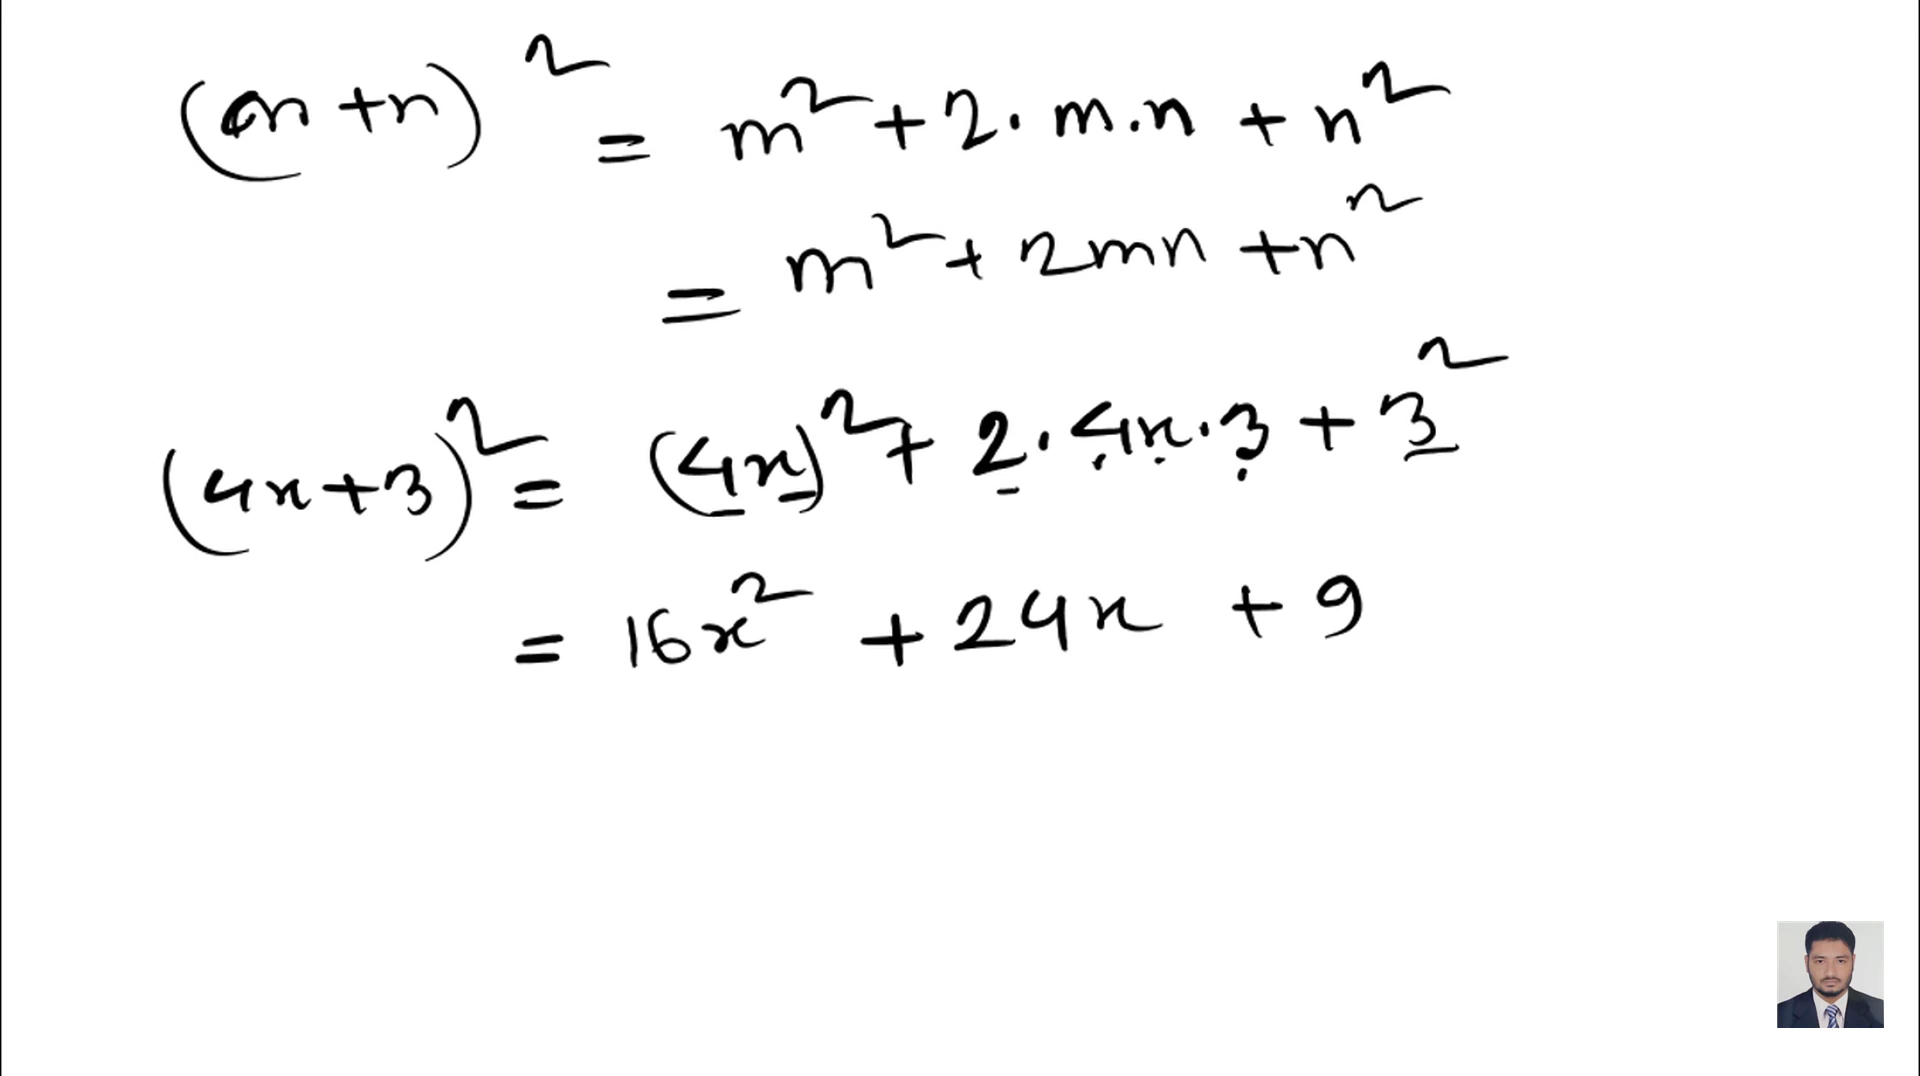 (m+n)² = m² + 2·m·n + n²
= m² + 2mn + n²
(4x+3)² = (4x)² + 2·4x·3 + 3²
= 16x² + 24x + 9